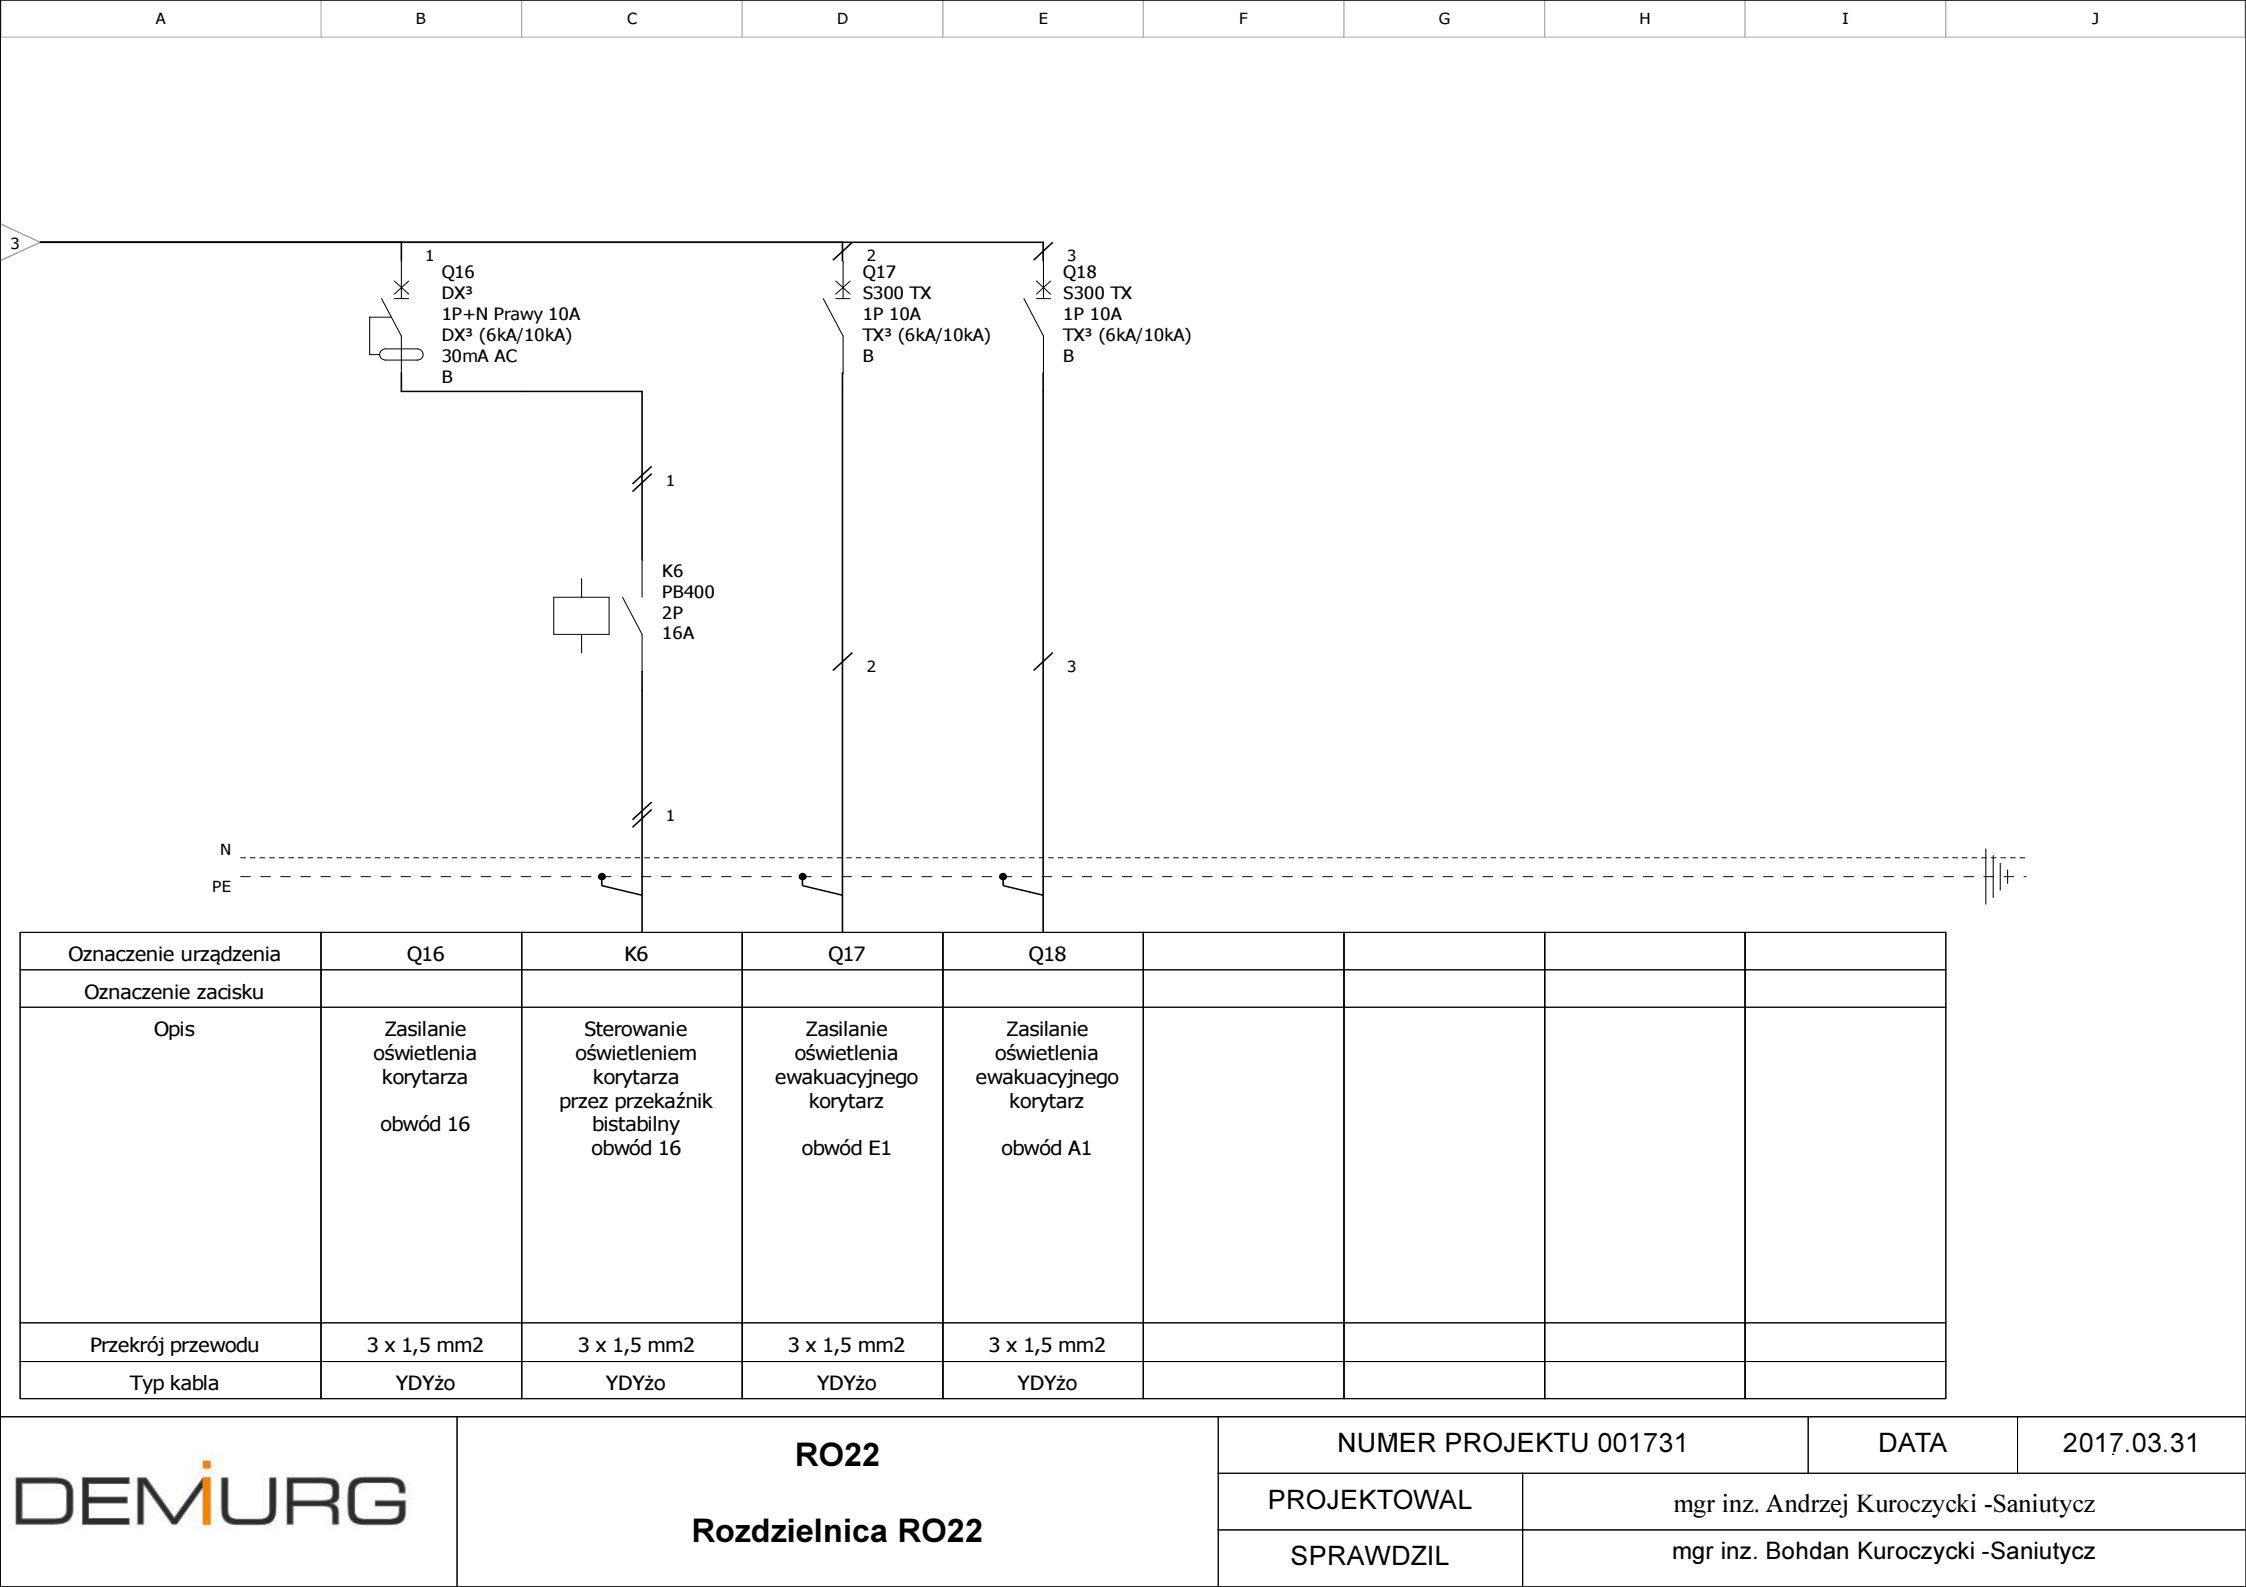 A B C D E F G H I J
3
1
Q16
DX³
1P+N Prawy 10A
DX³ (6kA/10kA)
30mA AC
B
2
Q17
S300 TX
1P 10A
TX³ (6kA/10kA)
B
3
Q18
S300 TX
1P 10A
TX³ (6kA/10kA)
B
1
K6
PB400
2P
16A
2
3
1
N
PE
Oznaczenie urządzenia Q16 K6 Q17 Q18
Oznaczenie zacisku
Opis
Zasilanie
oświetlenia
korytarza
obwód 16
Sterowanie
oświetleniem
korytarza
przez przekaźnik
bistabilny
obwód 16
Zasilanie
oświetlenia
ewakuacyjnego
korytarz
obwód E1
Zasilanie
oświetlenia
ewakuacyjnego
korytarz
obwód A1
Przekrój przewodu 3 x 1,5 mm2 3 x 1,5 mm2 3 x 1,5 mm2 3 x 1,5 mm2
Typ kabla YDYżo YDYżo YDYżo YDYżo
DEMiURG
RO22
Rozdzielnica RO22
NUMER PROJEKTU 001731 DATA 2017.03.31
PROJEKTOWAL mgr inz. Andrzej Kuroczycki -Saniutycz
SPRAWDZIL mgr inz. Bohdan Kuroczycki -Saniutycz